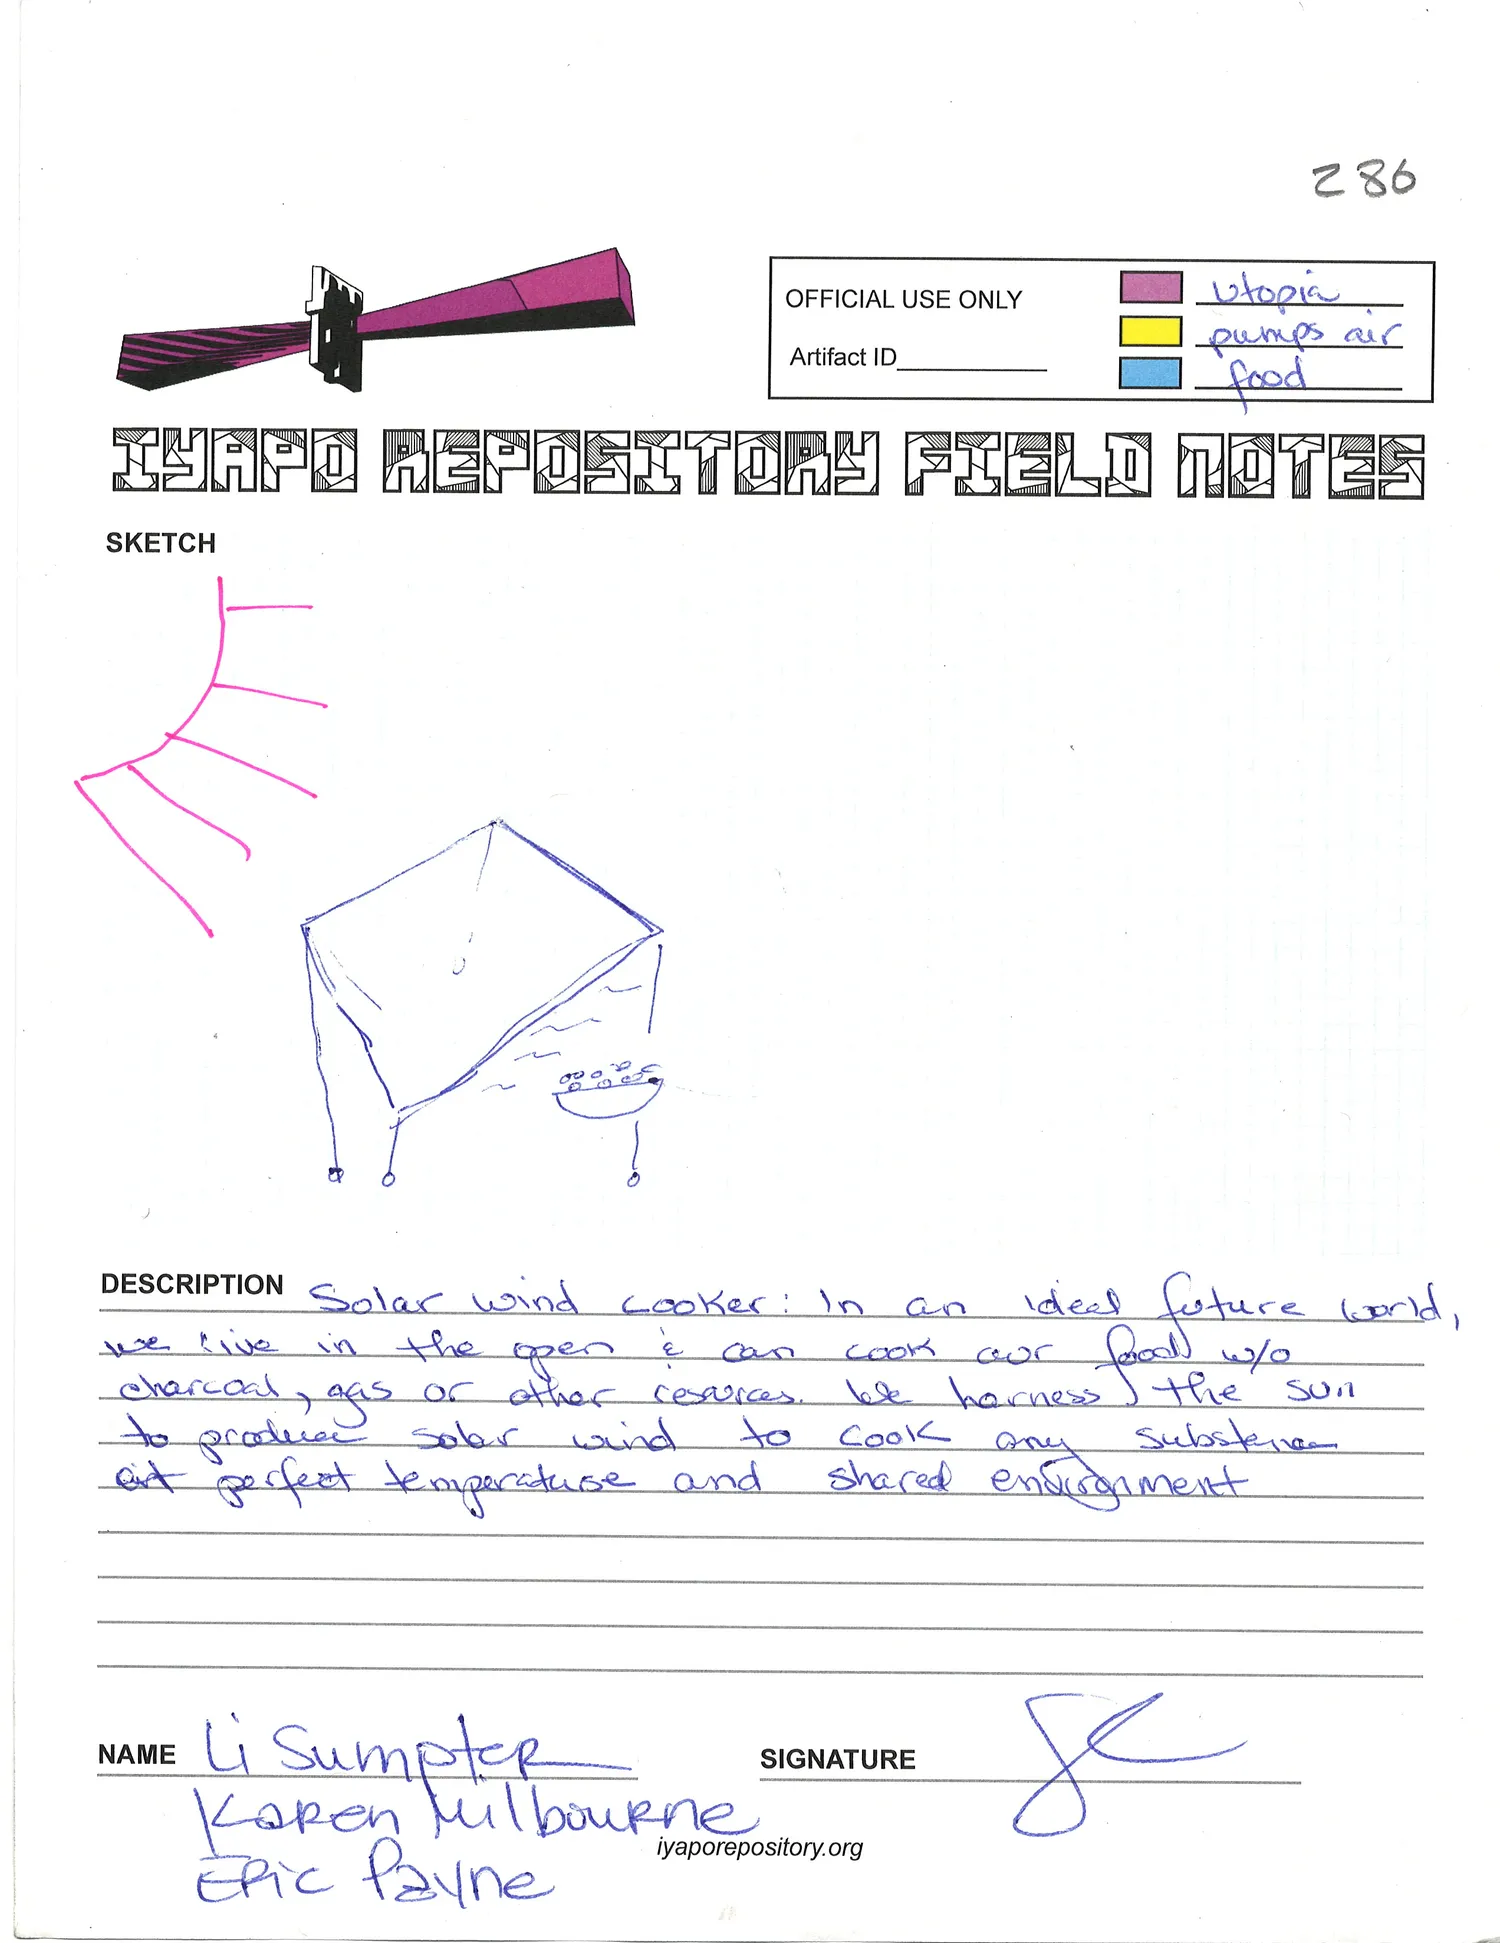 286
OFFICIAL USE ONLY
utopia
pumps air
Artifact ID
food
IYAPO REPOSITORY FIELD NOTES
SKETCH
DESCRIPTION Solar wind cooker: In an ideal future world,
we live in the open & can cook our food w/o
charcoal, gas or other resources. We harness the sun
to produce solar wind to cook any substance
at perfect temperature and shared environment
NAME Li Sumpter
SIGNATURE
Karen Milbourne
iyaporepository.org
Eric Payne